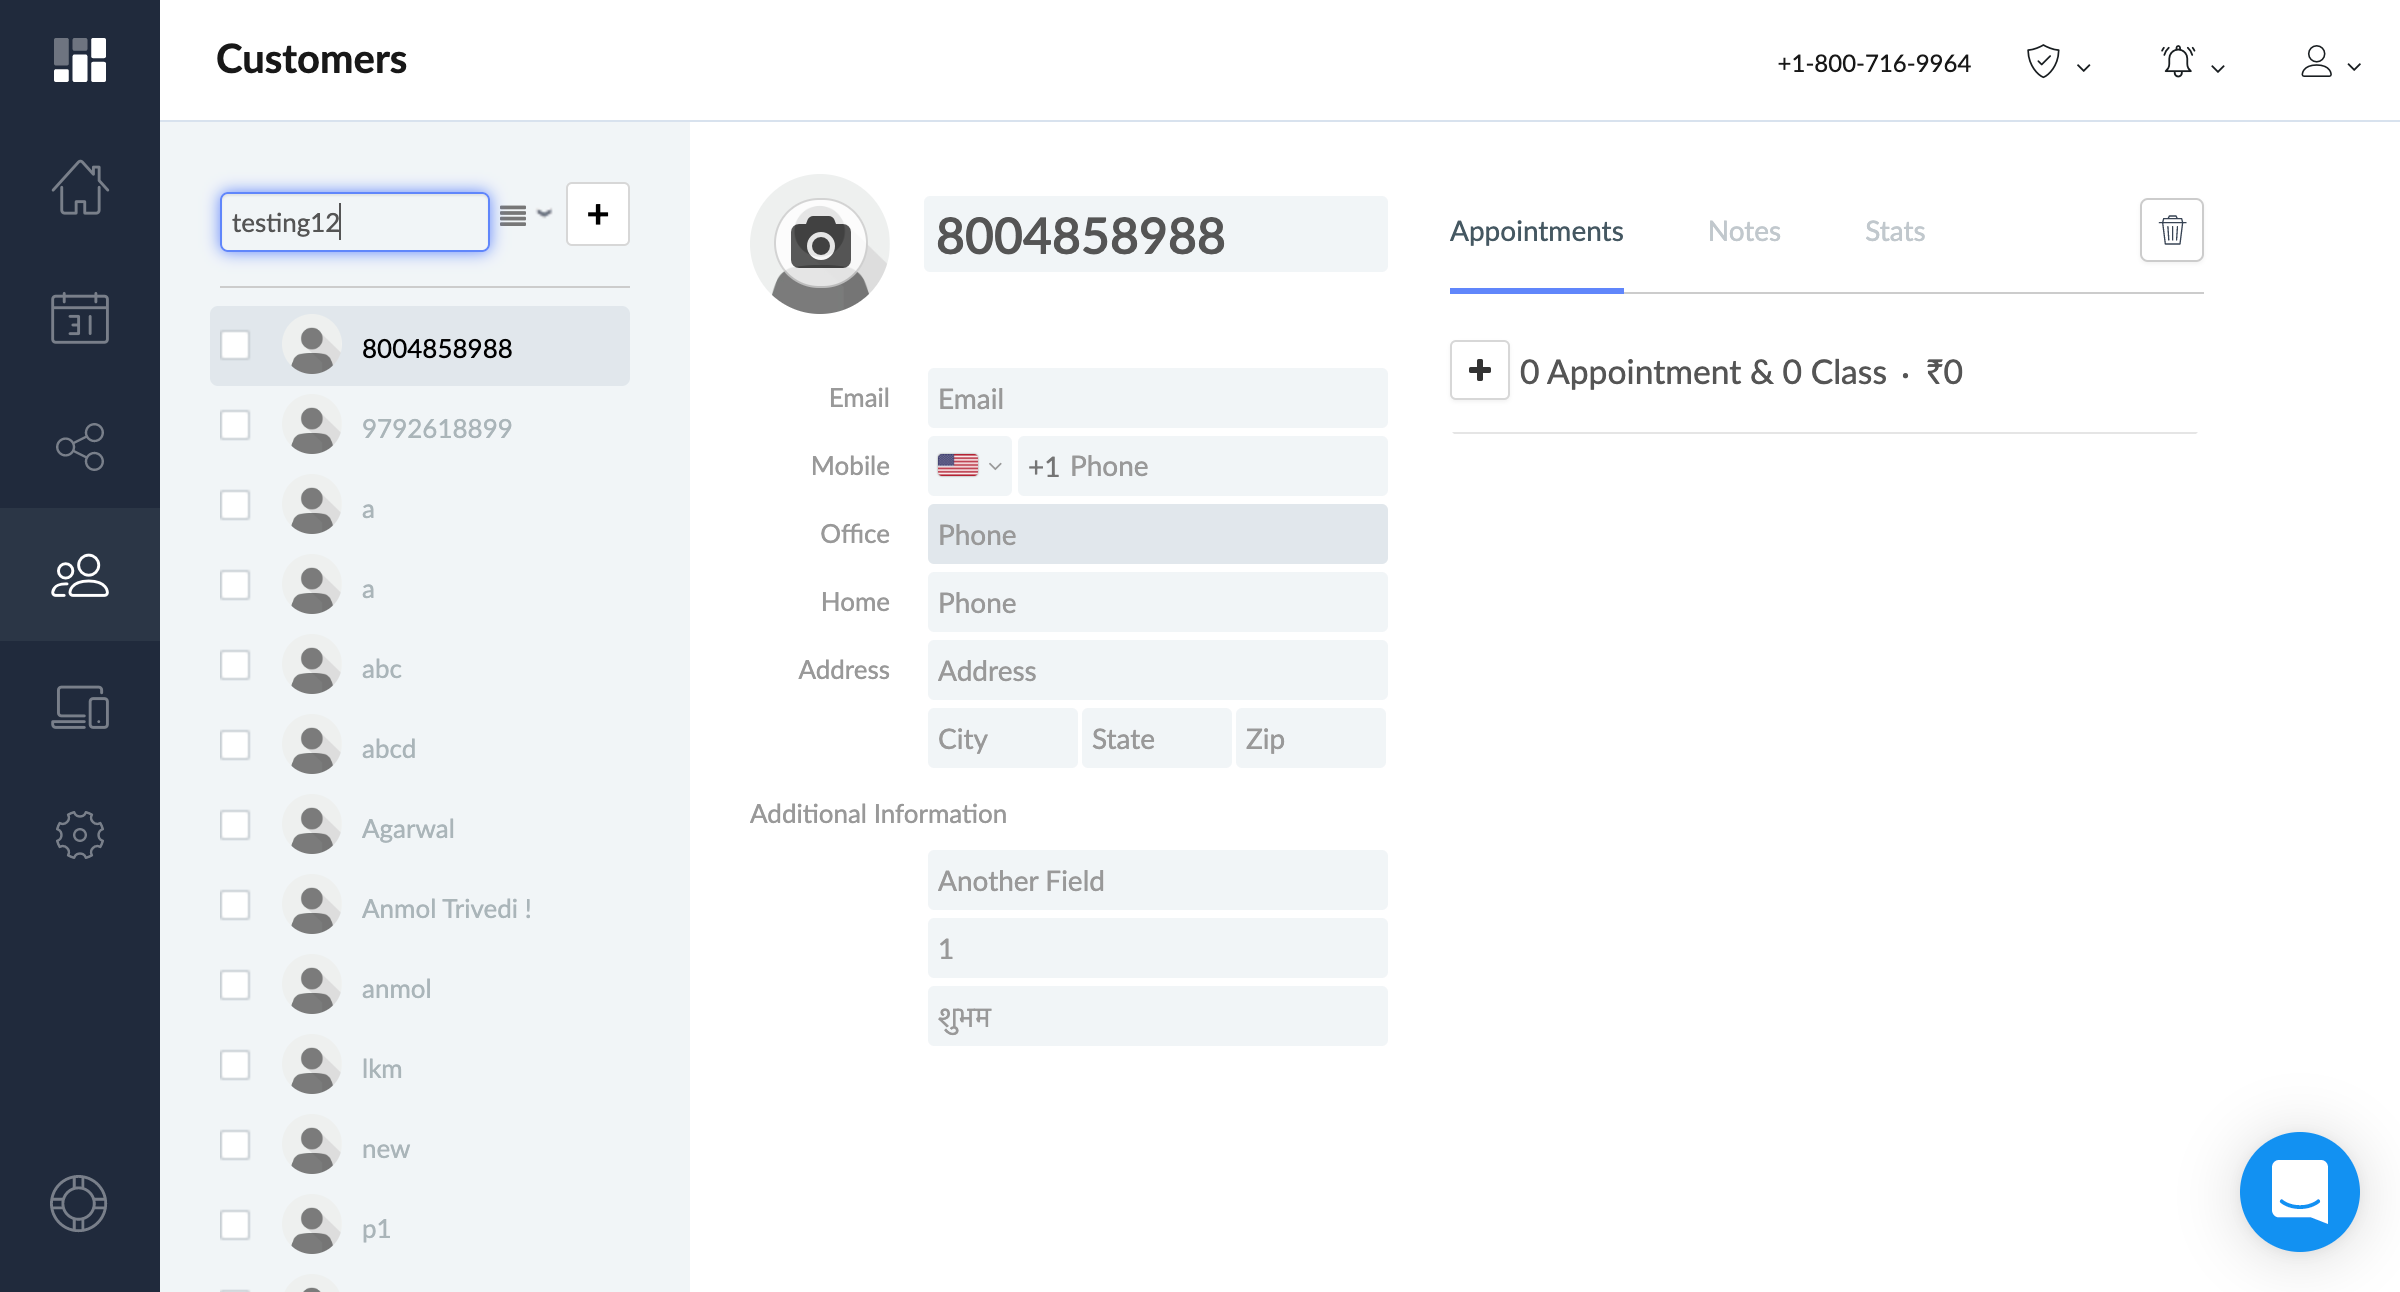 Customers
+1-800-716-9964
31
testing12
8004858988
9792618899
a
a
abc
abcd
Agarwal
Anmol Trivedi !
anmol
lkm
new
p1
8004858988
Email
Email
Mobile
+1 Phone
Office
Phone
Home
Phone
Address
Address
City State Zip
Additional Information
Another Field
1
शुभम
Appointments Notes Stats
0 Appointment & 0 Class · ₹0